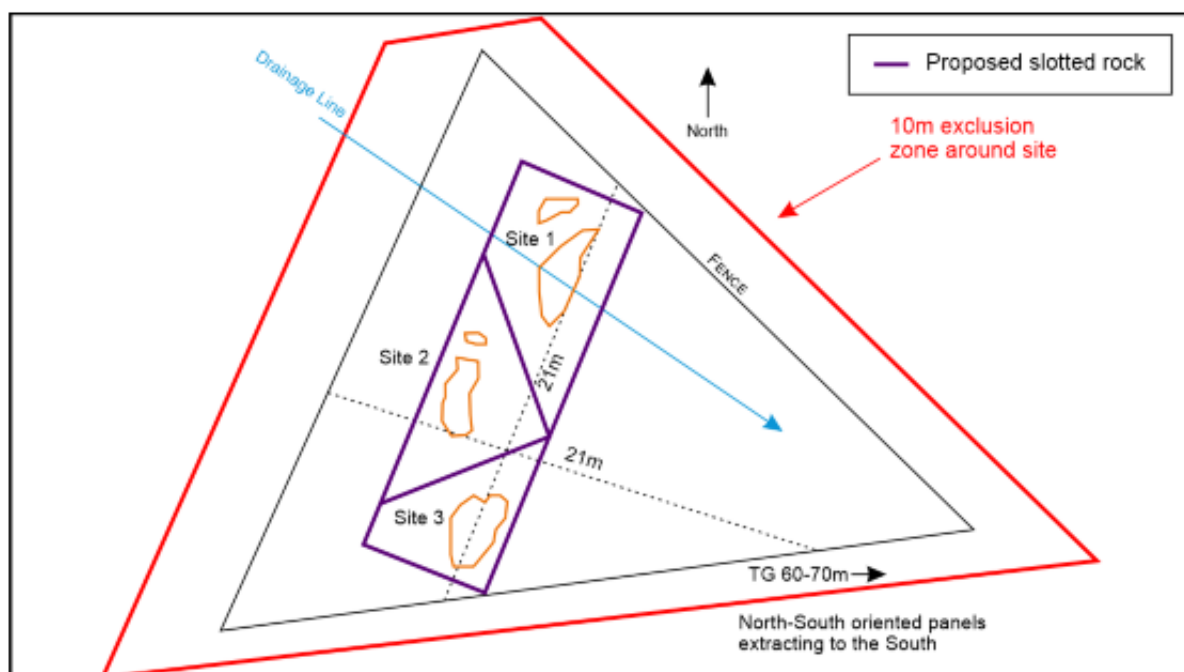 Proposed slotted rock
Drainage Line
North
10m exclusion
zone around site
Site 1
FENCE
Site 2
21m
21m
Site 3
TG 60-70m
North-South oriented panels
extracting to the South